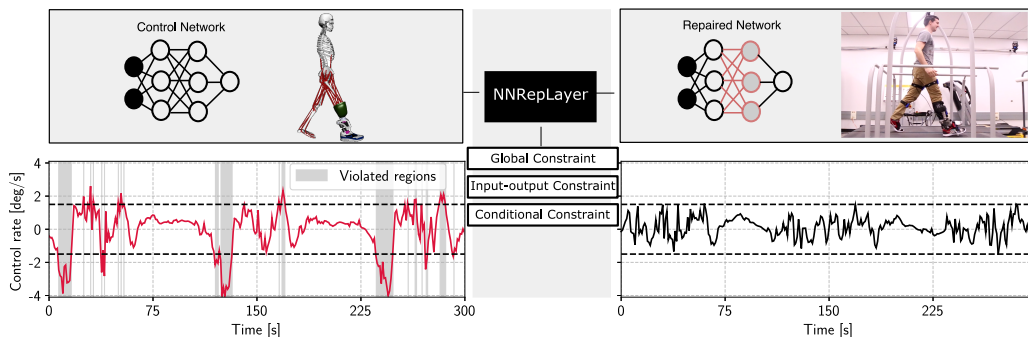 Control Network
Repaired Network
NNRepLayer
Global Constraint
Input-output Constraint
Conditional Constraint
Violated regions
Control rate [deg/s]
4
2
0
-2
-4
0
75
150
225
300
Time [s]
0
75
150
225
Time [s]